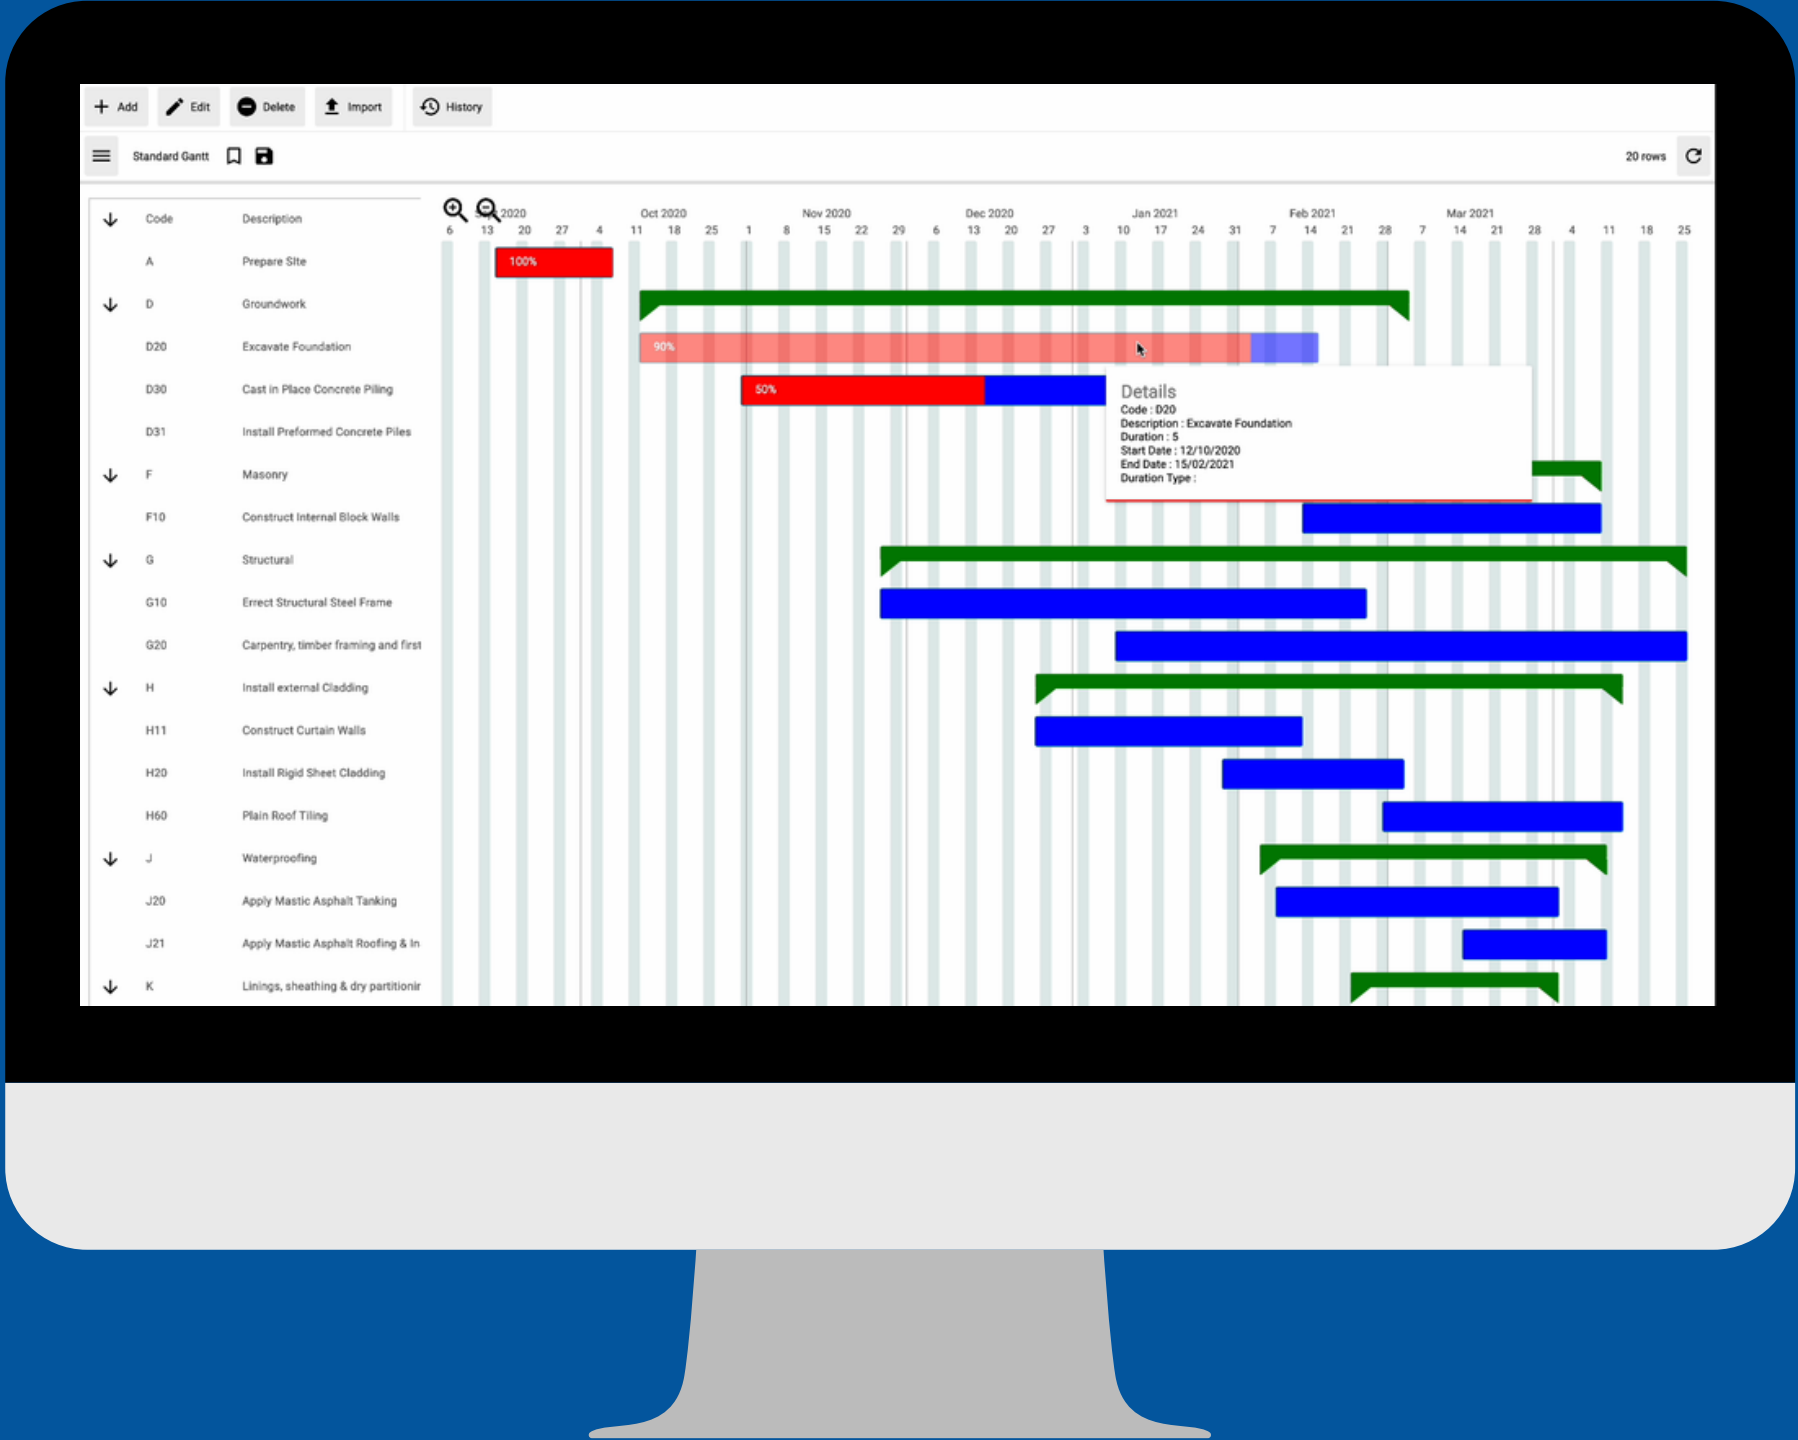 Add Edit Delete Import History
Standard Gantt 20 rows
Code Description 2020 Oct 2020 Nov 2020 Dec 2020 Jan 2021 Feb 2021 Mar 2021
6 13 20 27 4 11 18 25 1 8 15 22 29 6 13 20 27 3 10 17 24 31 7 14 21 28 7 14 21 28 4 11 18 25
A Prepare SIte 100%
D Groundwork
D20 Excavate Foundation 90%
D30 Cast in Place Concrete Piling 50%
Details
Code : D20
Description : Excavate Foundation
Duration : 5
Start Date : 12/10/2020
End Date : 15/02/2021
Duration Type :
D31 Install Preformed Concrete Piles
F Masonry
F10 Construct Internal Block Walls
G Structural
G10 Errect Structural Steel Frame
G20 Carpentry, timber framing and first
H Install external Cladding
H11 Construct Curtain Walls
H20 Install Rigid Sheet Cladding
H60 Plain Roof Tiling
J Waterproofing
J20 Apply Mastic Asphalt Tanking
J21 Apply Mastic Asphalt Roofing & In
K Linings, sheathing & dry partitionir